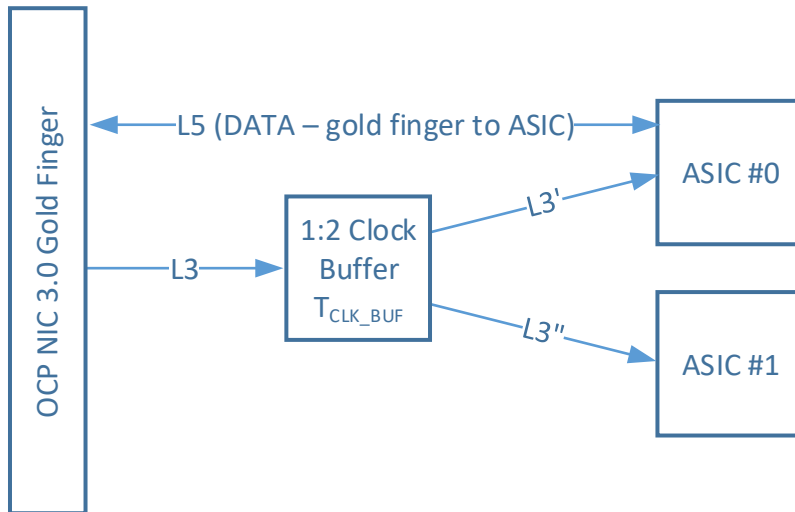 OCP NIC 3.0 Gold Finger
L5 (DATA – gold finger to ASIC)
ASIC #0
L3'
1:2 Clock
Buffer
T_CLK_BUF
L3
L3"
ASIC #1